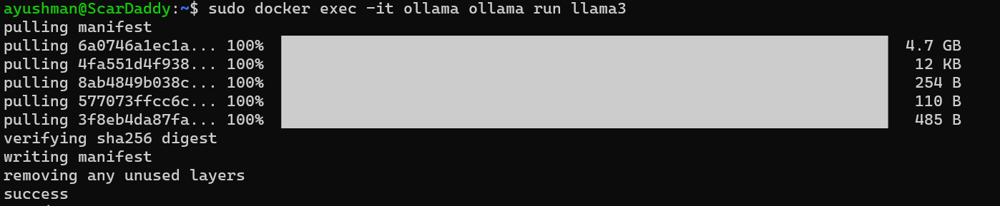 ayushman@ScarDaddy:~$ sudo docker exec -it ollama ollama run llama3
pulling manifest
pulling 6a0746a1ec1a... 100% 4.7 GB
pulling 4fa551d4f938... 100% 12 KB
pulling 8ab4849b038c... 100% 254 B
pulling 577073ffcc6c... 100% 110 B
pulling 3f8eb4da87fa... 100% 485 B
verifying sha256 digest
writing manifest
removing any unused layers
success